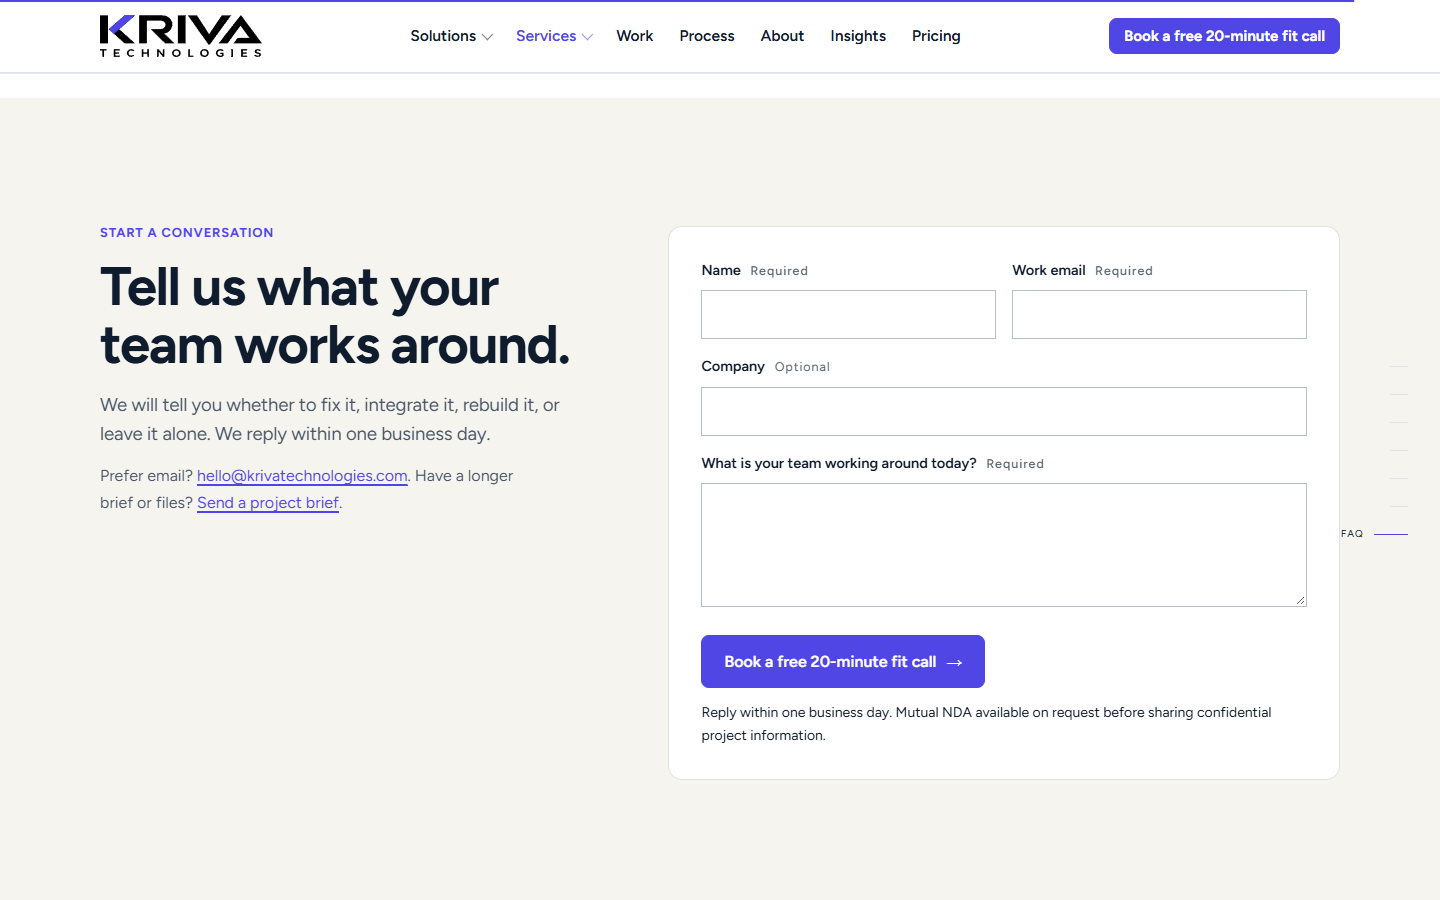 KRIVA
TECHNOLOGIES
Solutions
Services
Work
Process
About
Insights
Pricing
Book a free 20-minute fit call
START A CONVERSATION
Tell us what your
team works around.
We will tell you whether to fix it, integrate it, rebuild it, or
leave it alone. We reply within one business day.
Prefer email? hello@krivatechnologies.com. Have a longer
brief or files? Send a project brief.
Name Required
Work email Required
Company Optional
What is your team working around today? Required
Book a free 20-minute fit call →
Reply within one business day. Mutual NDA available on request before sharing confidential
project information.
FAQ